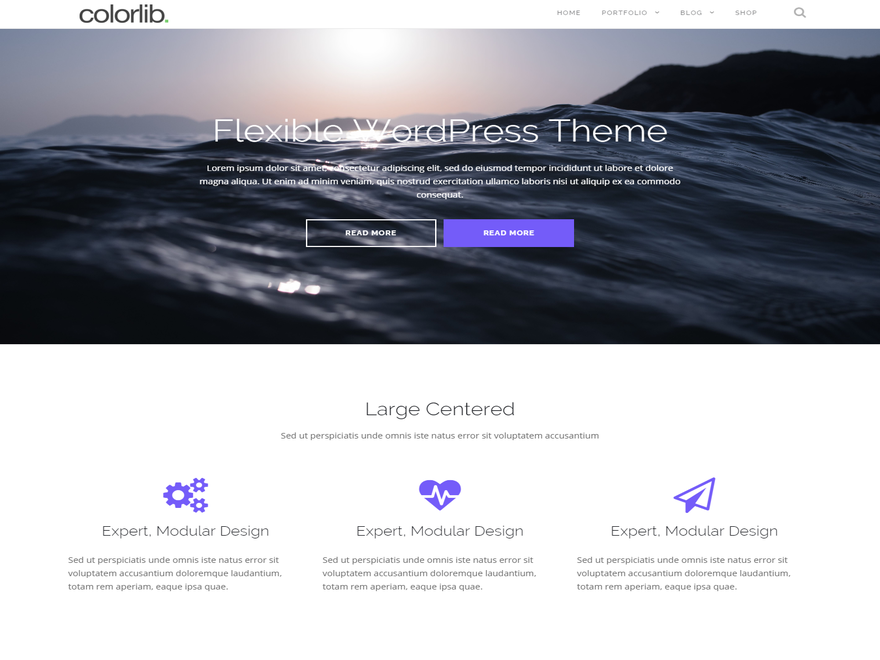 colorlib.
HOME PORTFOLIO BLOG SHOP
Flexible WordPress Theme
Lorem ipsum dolor sit amet, consectetur adipiscing elit, sed do eiusmod tempor incididunt ut labore et dolore
magna aliqua. Ut enim ad minim veniam, quis nostrud exercitation ullamco laboris nisi ut aliquip ex ea commodo
consequat.
READ MORE READ MORE
Large Centered
Sed ut perspiciatis unde omnis iste natus error sit voluptatem accusantium
Expert, Modular Design
Sed ut perspiciatis unde omnis iste natus error sit
voluptatem accusantium doloremque laudantium,
totam rem aperiam, eaque ipsa quae.
Expert, Modular Design
Sed ut perspiciatis unde omnis iste natus error sit
voluptatem accusantium doloremque laudantium,
totam rem aperiam, eaque ipsa quae.
Expert, Modular Design
Sed ut perspiciatis unde omnis iste natus error sit
voluptatem accusantium doloremque laudantium,
totam rem aperiam, eaque ipsa quae.